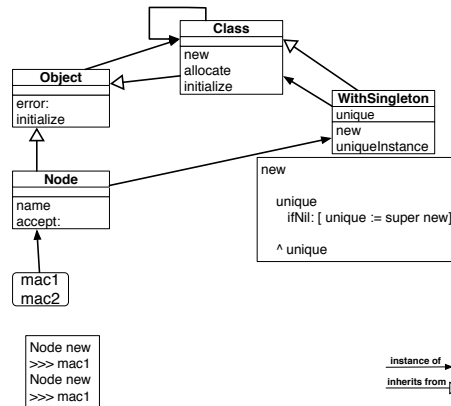 Class
new
allocate
initialize
Object
error:
initialize
WithSingleton
unique
new
uniqueInstance
Node
name
accept:
new
unique
ifNil: [ unique := super new]
^ unique
mac1
mac2
Node new
>>> mac1
Node new
>>> mac1
instance of
inherits from